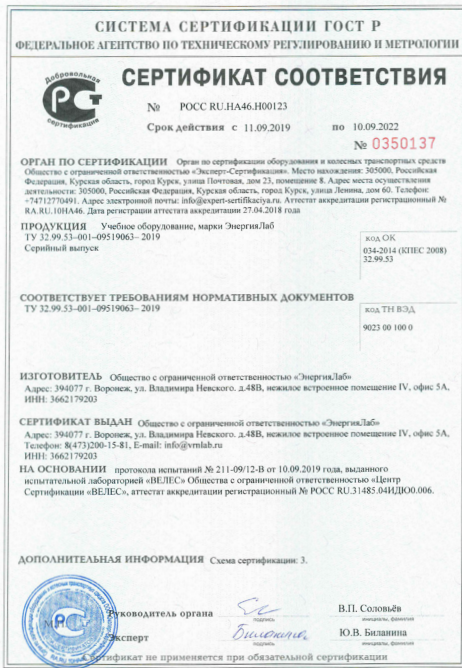 СИСТЕМА СЕРТИФИКАЦИИ ГОСТ Р
ФЕДЕРАЛЬНОЕ АГЕНТСТВО ПО ТЕХНИЧЕСКОМУ РЕГУЛИРОВАНИЮ И МЕТРОЛОГИИ
Добровольная
РСТ
сертификация
СЕРТИФИКАТ СООТВЕТСТВИЯ
№ РОСС RU.НА46.Н00123
Срок действия с 11.09.2019 по 10.09.2022
№ 0350137
ОРГАН ПО СЕРТИФИКАЦИИ Орган по сертификации оборудования и колесных транспортных средств
Общество с ограниченной ответственностью «Эксперт-Сертификация». Место нахождения: 305000, Российская
Федерация, Курская область, город Курск, улица Почтовая, дом 23, помещение 8. Адрес места осуществления
деятельности: 305000, Российская Федерация, Курская область, город Курск, улица Ленина, дом 60. Телефон:
+74712770491. Адрес электронной почты: info@expert-sertifikaciya.ru. Аттестат аккредитации регистрационный №
RA.RU.10НА46. Дата регистрации аттестата аккредитации 27.04.2018 года
ПРОДУКЦИЯ Учебное оборудование, марки ЭнергияЛаб
ТУ 32.99.53–001–09519063– 2019
Серийный выпуск
код ОК
034-2014 (КПЕС 2008)
32.99.53
СООТВЕТСТВУЕТ ТРЕБОВАНИЯМ НОРМАТИВНЫХ ДОКУМЕНТОВ
ТУ 32.99.53–001–09519063– 2019
код ТН ВЭД
9023 00 100 0
ИЗГОТОВИТЕЛЬ Общество с ограниченной ответственностью «ЭнергияЛаб»
Адрес: 394077 г. Воронеж, ул. Владимира Невского. д.48В, нежилое встроенное помещение IV, офис 5А,
ИНН: 3662179203
СЕРТИФИКАТ ВЫДАН Общество с ограниченной ответственностью «ЭнергияЛаб»
Адрес: 394077 г. Воронеж, ул. Владимира Невского. д.48В, нежилое встроенное помещение IV, офис 5А,
Телефон: 8(473)200-15-81, E-mail: info@vrnlab.ru
ИНН: 3662179203
НА ОСНОВАНИИ протокола испытаний № 211-09/12-В от 10.09.2019 года, выданного
испытательной лабораторией «ВЕЛЕС» Общества с ограниченной ответственностью «Центр
Сертификации «ВЕЛЕС», аттестат аккредитации регистрационный № РОСС RU.31485.04ИДЮ0.006.
ДОПОЛНИТЕЛЬНАЯ ИНФОРМАЦИЯ Схема сертификации: 3.
Руководитель органа
подпись
В.П. Соловьёв
инициалы, фамилия
Эксперт
подпись
Ю.В. Биланина
инициалы, фамилия
Сертификат не применяется при обязательной сертификации